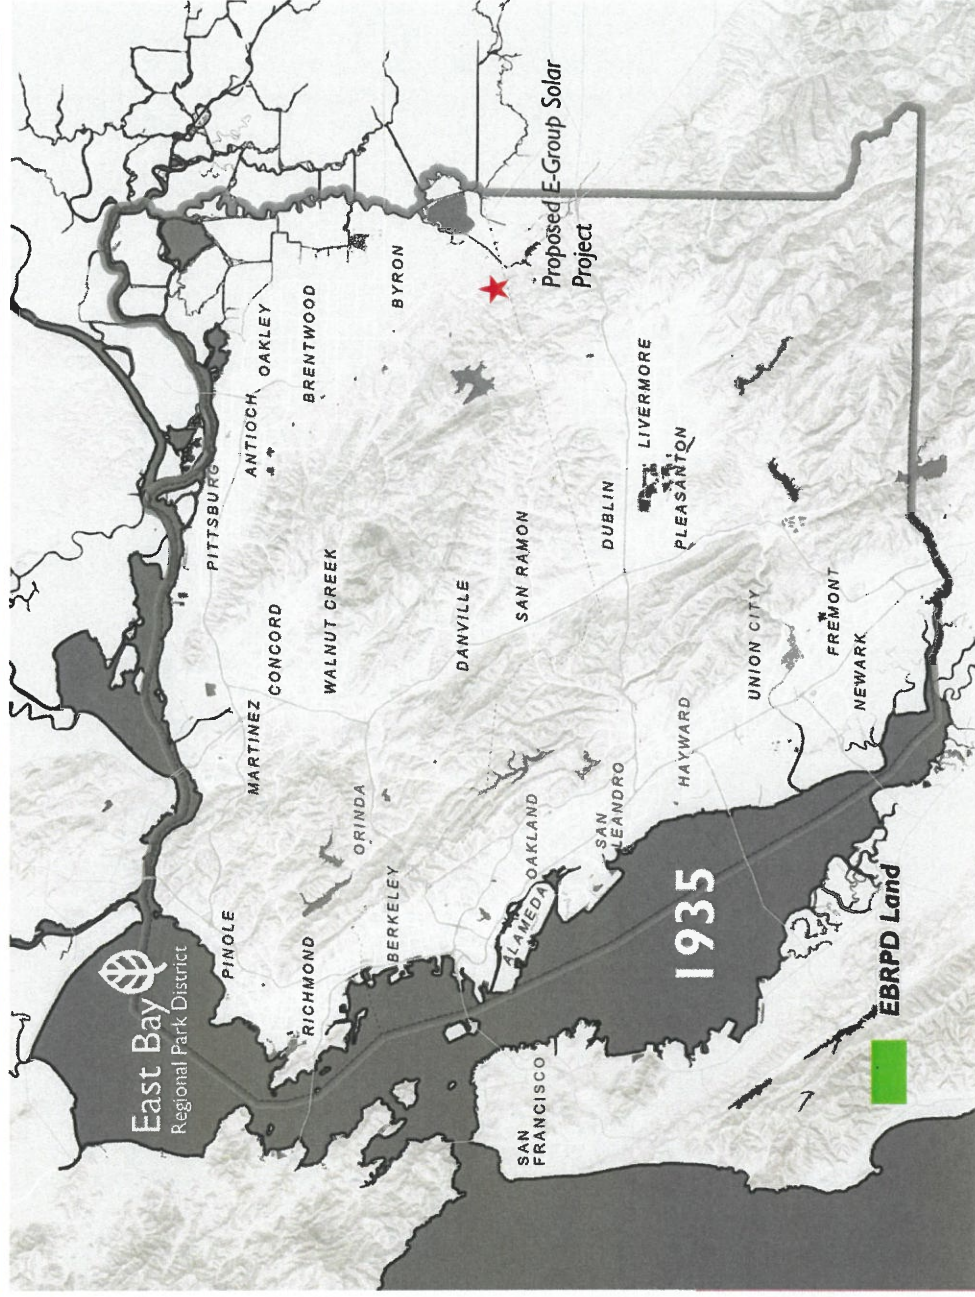 East Bay
Regional Park District
PINOLE
RICHMOND
MARTINEZ
PITTSBURG
ANTIOCH
OAKLEY
CONCORD
BRENTWOOD
WALNUT CREEK
ORINDA
BERKELEY
BYRON
DANVILLE
SAN RAMON
Proposed E-Group Solar
Project
OAKLAND
ALAMEDA
SAN
FRANCISCO
SAN
LEANDRO
DUBLIN
LIVERMORE
PLEASANTON
HAYWARD
1935
UNION CITY
FREMONT
NEWARK
EBRPD Land